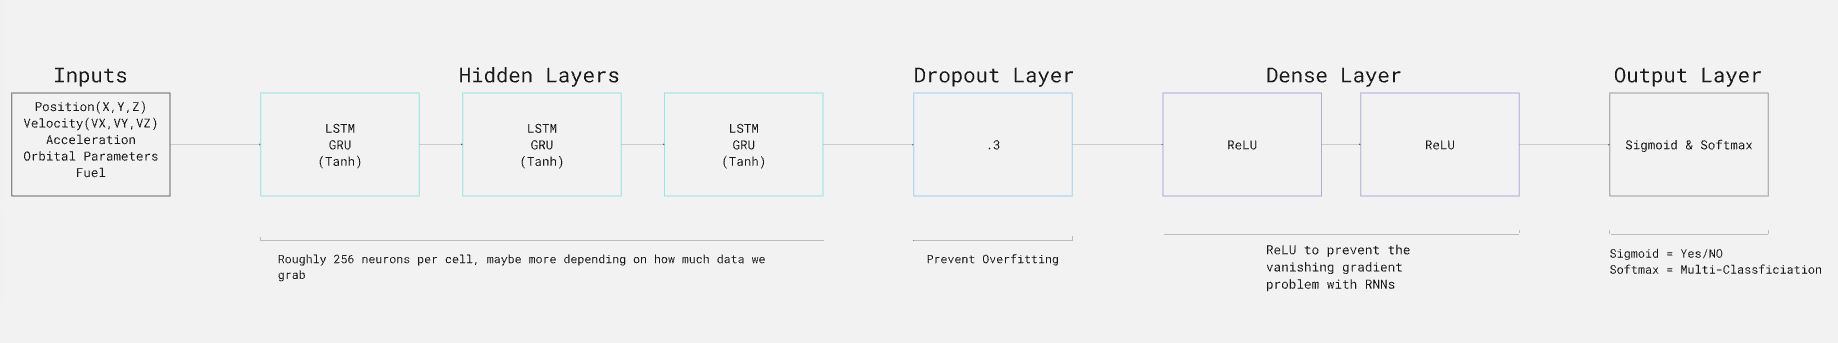 Inputs
Position(X,Y,Z)
Velocity(VX,VY,VZ)
Acceleration
Orbital Parameters
Fuel
Hidden Layers
LSTM
GRU
(Tanh)
LSTM
GRU
(Tanh)
LSTM
GRU
(Tanh)
Roughly 256 neurons per cell, maybe more depending on how much data we
grab
Dropout Layer
.3
Prevent Overfitting
Dense Layer
ReLU
ReLU
ReLU to prevent the
vanishing gradient
problem with RNNs
Output Layer
Sigmoid & Softmax
Sigmoid = Yes/NO
Softmax = Multi-Classficiation